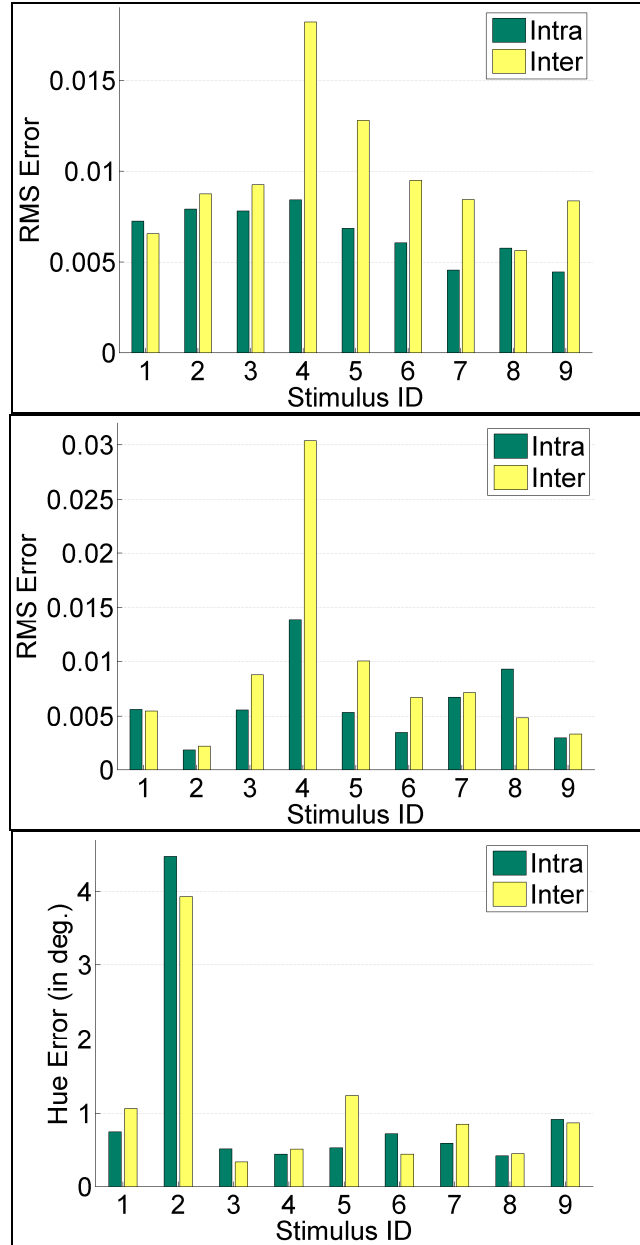 Intra
Inter
0.015
0.01
0.005
0
RMS Error
1 2 3 4 5 6 7 8 9
Stimulus ID
Intra
Inter
0.03
0.025
0.02
0.015
0.01
0.005
0
RMS Error
1 2 3 4 5 6 7 8 9
Stimulus ID
Intra
Inter
4
3
2
1
0
Hue Error (in deg.)
1 2 3 4 5 6 7 8 9
Stimulus ID